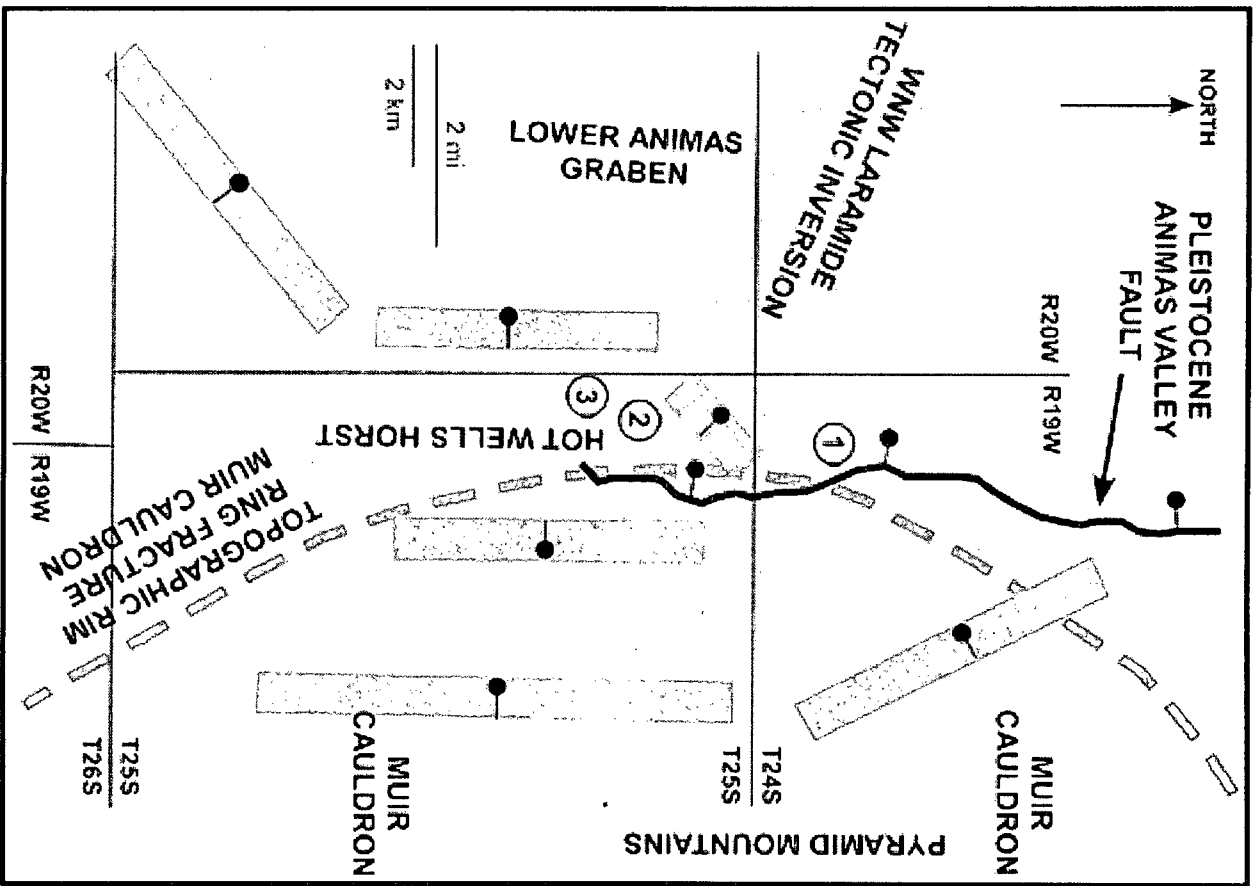 NORTH
PLEISTOCENE
ANIMAS VALLEY
FAULT
WNW LARAMIDE
TECTONIC INVERSION
LOWER ANIMAS
GRABEN
2 mi
2 km
R20W
R19W
1
2
3
HOT WELLS HORST
R20W
R19W
TOPOGRAPHIC RIM
RING FRACTURE
MUIR CAULDRON
T24S
T25S
T25S
T26S
MUIR
CAULDRON
MUIR
CAULDRON
PYRAMID MOUNTAINS